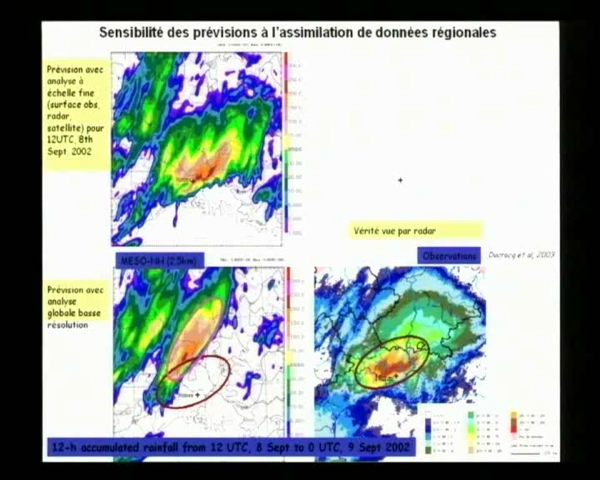 Sensibilité des prévisions à l'assimilation de données régionales
Prévision avec
analyse à
échelle fine
(surface obs,
radar,
satellite) pour
12UTC, 8th
Sept. 2002
Vérité vue par radar
MESO-NH (2.5km)
Observations
Ducrocq et al, 2003
Prévision avec
analyse
globale basse
résolution
12-h accumulated rainfall from 12 UTC, 8 Sept to 0 UTC, 9 Sept 2002